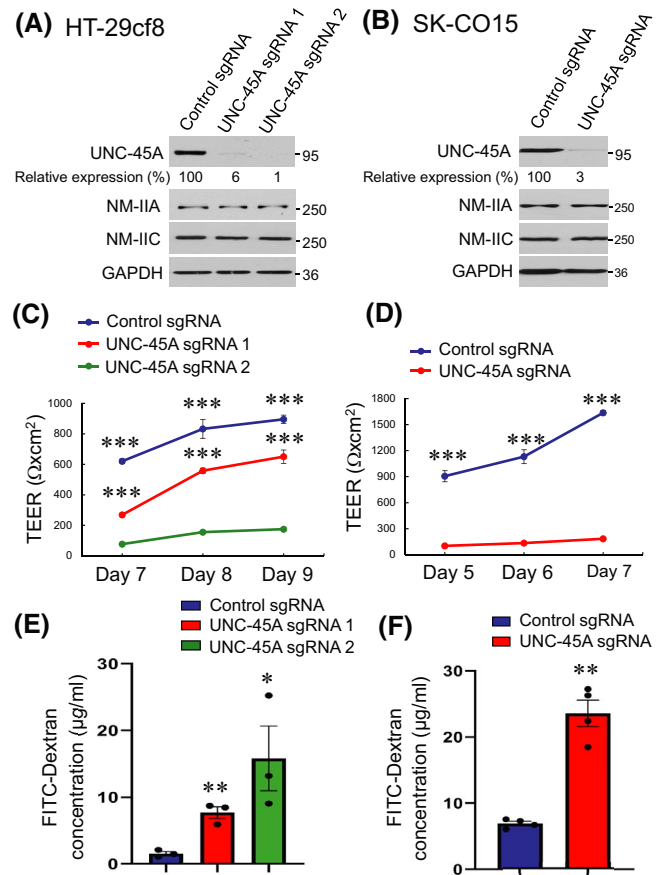 (A) HT-29cf8
Control sgRNA
UNC-45A sgRNA 1
UNC-45A sgRNA 2
UNC-45A
95
Relative expression (%) 100 6 1
NM-IIA
250
NM-IIC
250
GAPDH
36
(B) SK-CO15
Control sgRNA
UNC-45A sgRNA
UNC-45A
95
Relative expression (%) 100 3
NM-IIA
250
NM-IIC
250
GAPDH
36
(C)
Control sgRNA
UNC-45A sgRNA 1
UNC-45A sgRNA 2
TEER (Ωxcm2)
1000
800
600
400
200
0
***
***
***
***
***
***
Day 7 Day 8 Day 9
(D)
Control sgRNA
UNC-45A sgRNA
TEER (Ωxcm2)
1800
1500
1200
900
600
300
0
***
***
***
Day 5 Day 6 Day 7
(E)
Control sgRNA
UNC-45A sgRNA 1
UNC-45A sgRNA 2
FITC-Dextran
concentration (µg/ml)
30
20
10
0
**
*
(F)
Control sgRNA
UNC-45A sgRNA
FITC-Dextran
concentration (µg/ml)
30
20
10
0
**